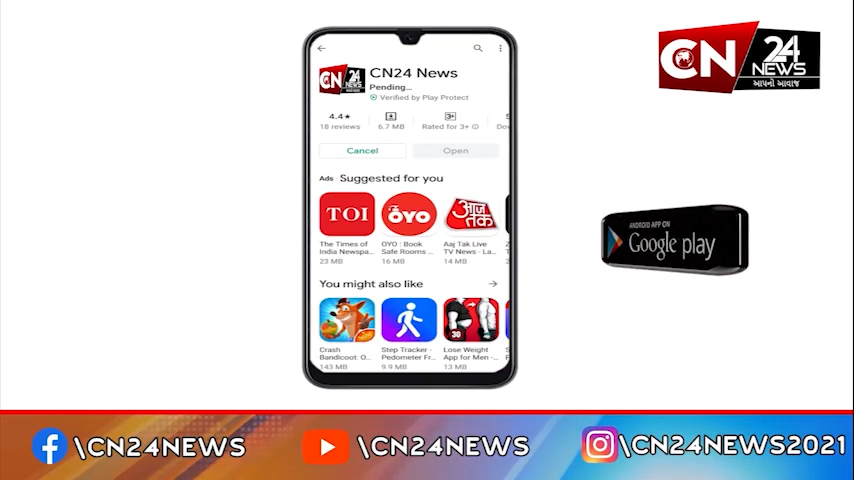 CN24 News
Pending...
Verified by Play Protect
4.4★
18 reviews
6.7 MB
3+
Rated for 3+
Cancel
Open
Ads · Suggested for you
TOI
OYO
आज तक
The Times of
India Newspa...
23 MB
OYO : Book
Safe Rooms ...
16 MB
Aaj Tak Live
TV News - La...
14 MB
You might also like
30
Crash
Bandicoot: O...
143 MB
Step Tracker -
Pedometer Fr...
9.9 MB
Lose Weight
App for Men -...
13 MB
CN 24
NEWS
આપનો અવાજ
ANDROID APP ON
Google play
\CN24NEWS
\CN24NEWS
\CN24NEWS2021